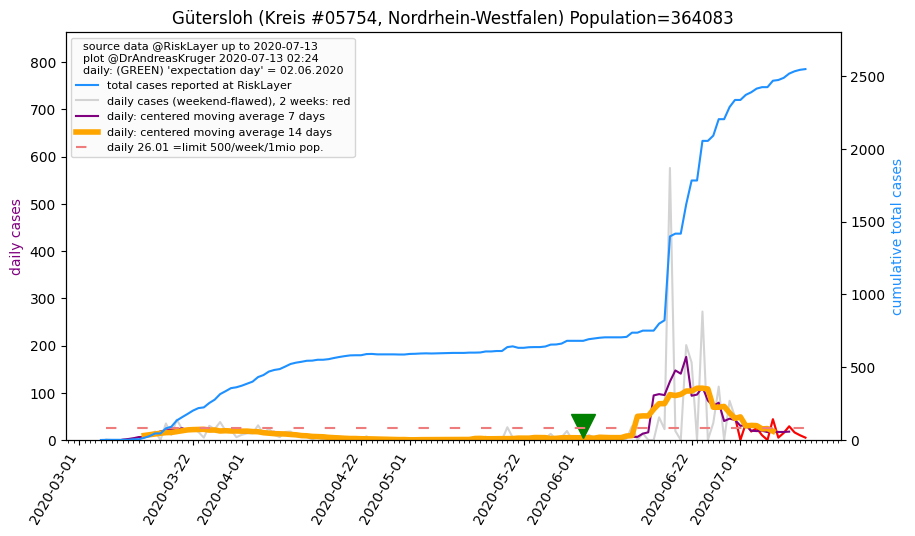 Gütersloh (Kreis #05754, Nordrhein-Westfalen) Population=364083
source data @RiskLayer up to 2020-07-13
plot @DrAndreasKruger 2020-07-13 02:24
daily: (GREEN) 'expectation day' = 02.06.2020
total cases reported at RiskLayer
daily cases (weekend-flawed), 2 weeks: red
daily: centered moving average 7 days
daily: centered moving average 14 days
daily 26.01 =limit 500/week/1mio pop.
daily cases
800
700
600
500
400
300
200
100
0
cumulative total cases
2500
2000
1500
1000
500
0
2020-03-01
2020-03-22
2020-04-01
2020-04-22
2020-05-01
2020-05-22
2020-06-01
2020-06-22
2020-07-01